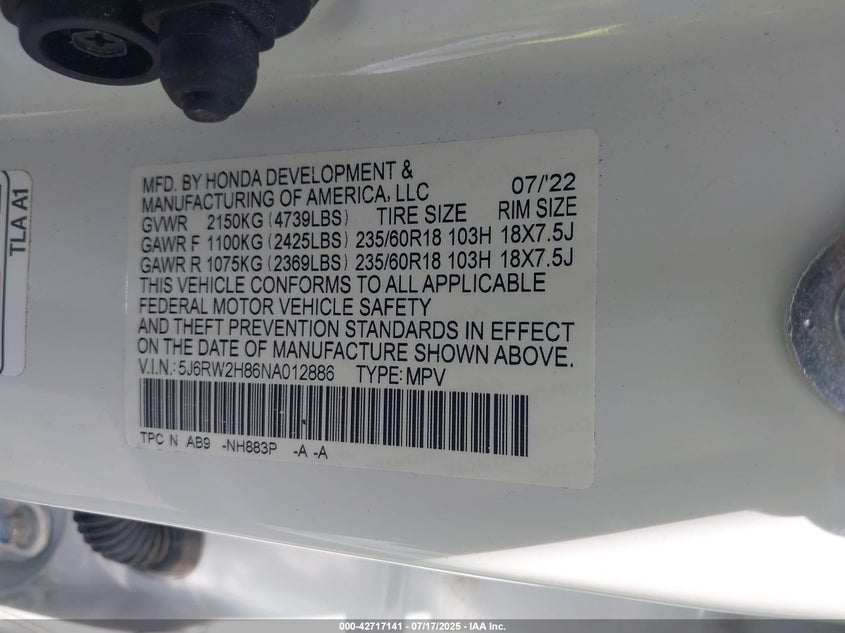 MFD. BY HONDA DEVELOPMENT &
MANUFACTURING OF AMERICA, LLC 07/'22
GVWR 2150KG (4739LBS) TIRE SIZE RIM SIZE
GAWR F 1100KG (2425LBS) 235/60R18 103H 18X7.5J
GAWR R 1075KG (2369LBS) 235/60R18 103H 18X7.5J
THIS VEHICLE CONFORMS TO ALL APPLICABLE
FEDERAL MOTOR VEHICLE SAFETY
AND THEFT PREVENTION STANDARDS IN EFFECT
ON THE DATE OF MANUFACTURE SHOWN ABOVE.
V.I.N.:5J6RW2H86NA012886 TYPE:MPV
TPC N AB9 -NH883P -A -A
TLA A1
000-42717141 - 07/17/2025 - IAA Inc.